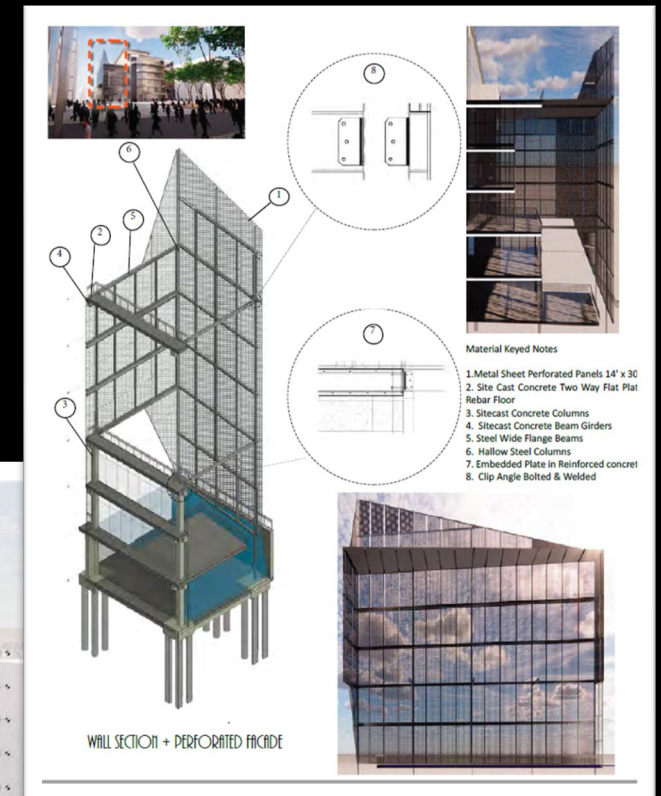 8
6
1
5
2
4
7
3
Material Keyed Notes
1.Metal Sheet Perforated Panels 14' x 30
2. Site Cast Concrete Two Way Flat Plat
Rebar Floor
3. Sitecast Concrete Columns
4. Sitecast Concrete Beam Girders
5. Steel Wide Flange Beams
6. Hallow Steel Columns
7. Embedded Plate in Reinforced concret
8. Clip Angle Bolted & Welded
WALL SECTION + PERFORATED FACADE